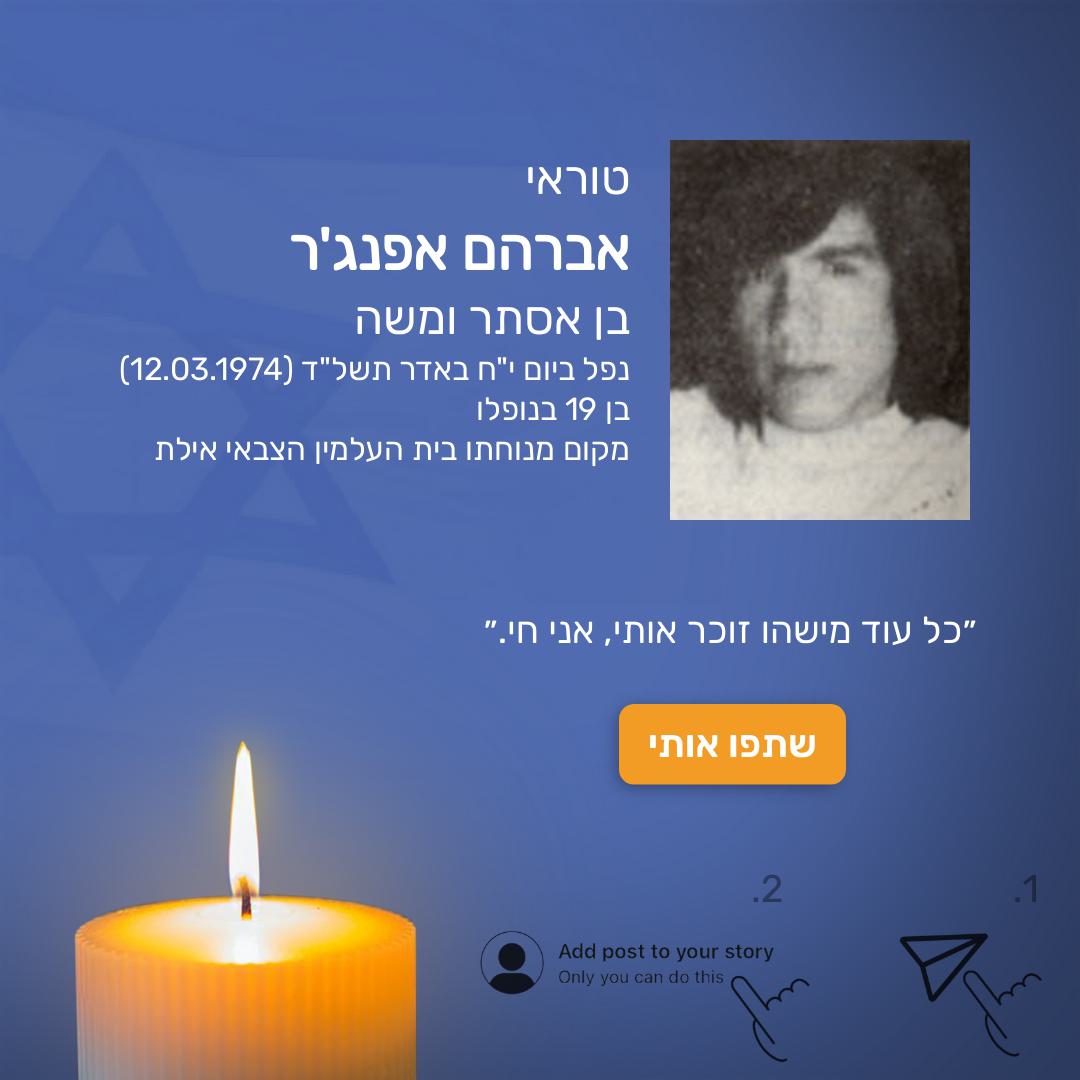 טוראי
אברהם אפנג'ר
בן אסתר ומשה
נפל ביום י"ח באדר תשל"ד (12.03.1974)
בן 19 בנופלו
מקום מנוחתו בית העלמין הצבאי אילת
״כל עוד מישהו זוכר אותי, אני חי.״
שתפו אותי
.1
.2
Add post to your story
Only you can do this